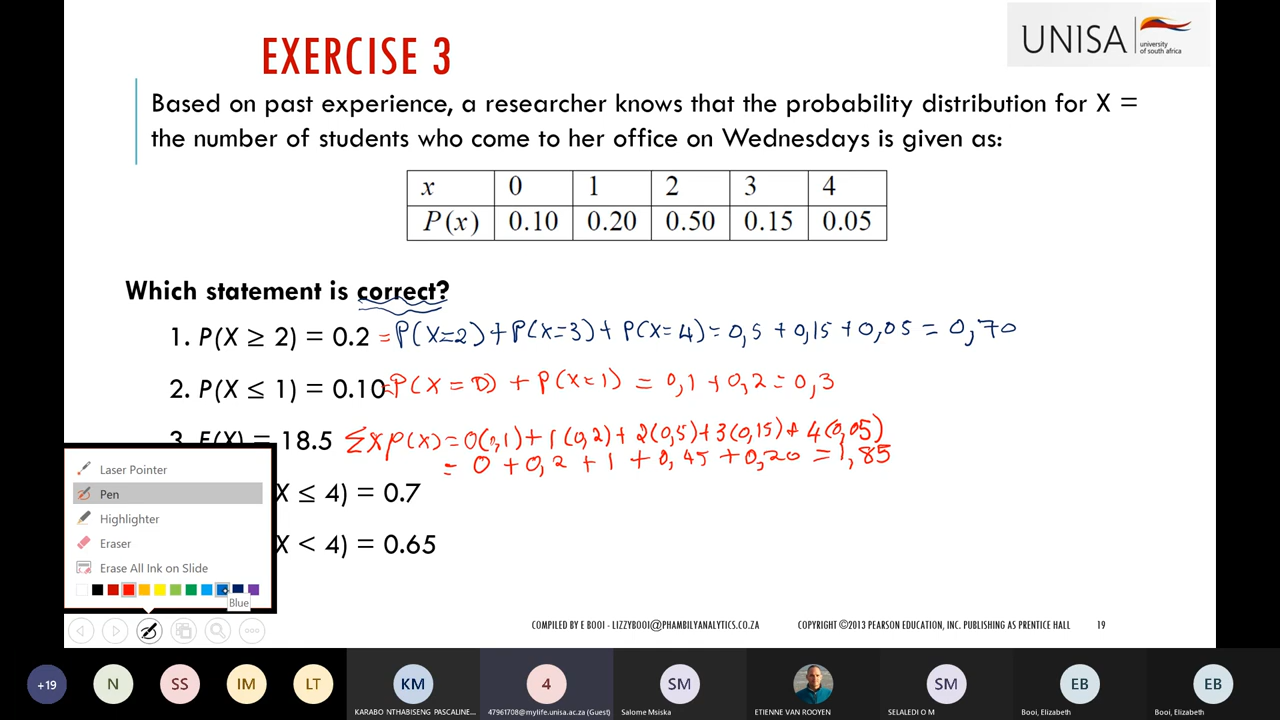 EXERCISE 3
UNISA university of south africa
Based on past experience, a researcher knows that the probability distribution for X =
the number of students who come to her office on Wednesdays is given as:
x 0 1 2 3 4
P(x) 0.10 0.20 0.50 0.15 0.05
Which statement is correct?
1. P(X ≥ 2) = 0.2 = P(X=2) + P(X=3) + P(X=4) = 0,5 + 0,15 + 0,05 = 0,70
2. P(X ≤ 1) = 0.10 = P(X = 0) + P(X=1) = 0,1 + 0,2 = 0,3
3. E(X) = 18.5 ΣXP(X) = 0(0,1) + 1(0,2) + 2(0,5) + 3(0,15) + 4(0,05)
= 0 + 0,2 + 1 + 0,45 + 0,20 = 1,85
X ≤ 4) = 0.7
X < 4) = 0.65
Laser Pointer
Pen
Highlighter
Eraser
Erase All Ink on Slide
Blue
COMPILED BY E BOOI - LIZZYBOOI@PHAMBILYANALYTICS.CO.ZA COPYRIGHT ©2013 PEARSON EDUCATION, INC. PUBLISHING AS PRENTICE HALL 19
+19 N SS IM LT KM 4 SM SM EB EB
KARABO NTHABISENG PASCALINE... 47961708@mylife.unisa.ac.za (Guest) Salome Msiska ETIENNE VAN ROOYEN SELALEDI O M Booi, Elizabeth Booi, Elizabeth